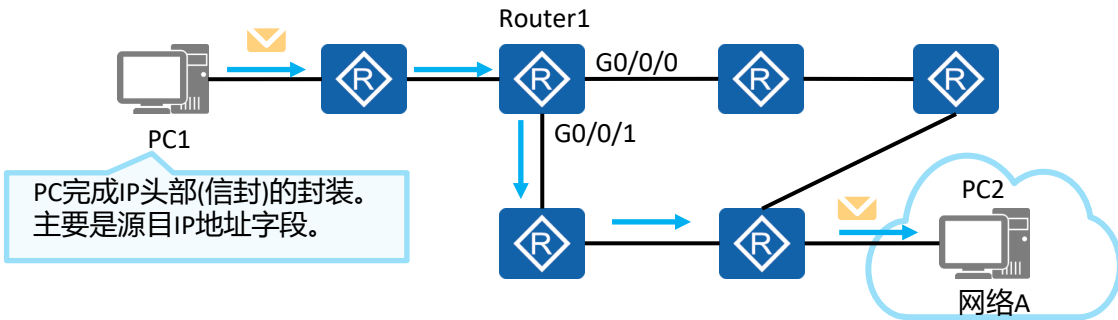 Router1
R
R
G0/0/0
R
R
PC1
G0/0/1
PC完成IP头部(信封)的封装。
主要是源目IP地址字段。
PC2
R
R
网络A